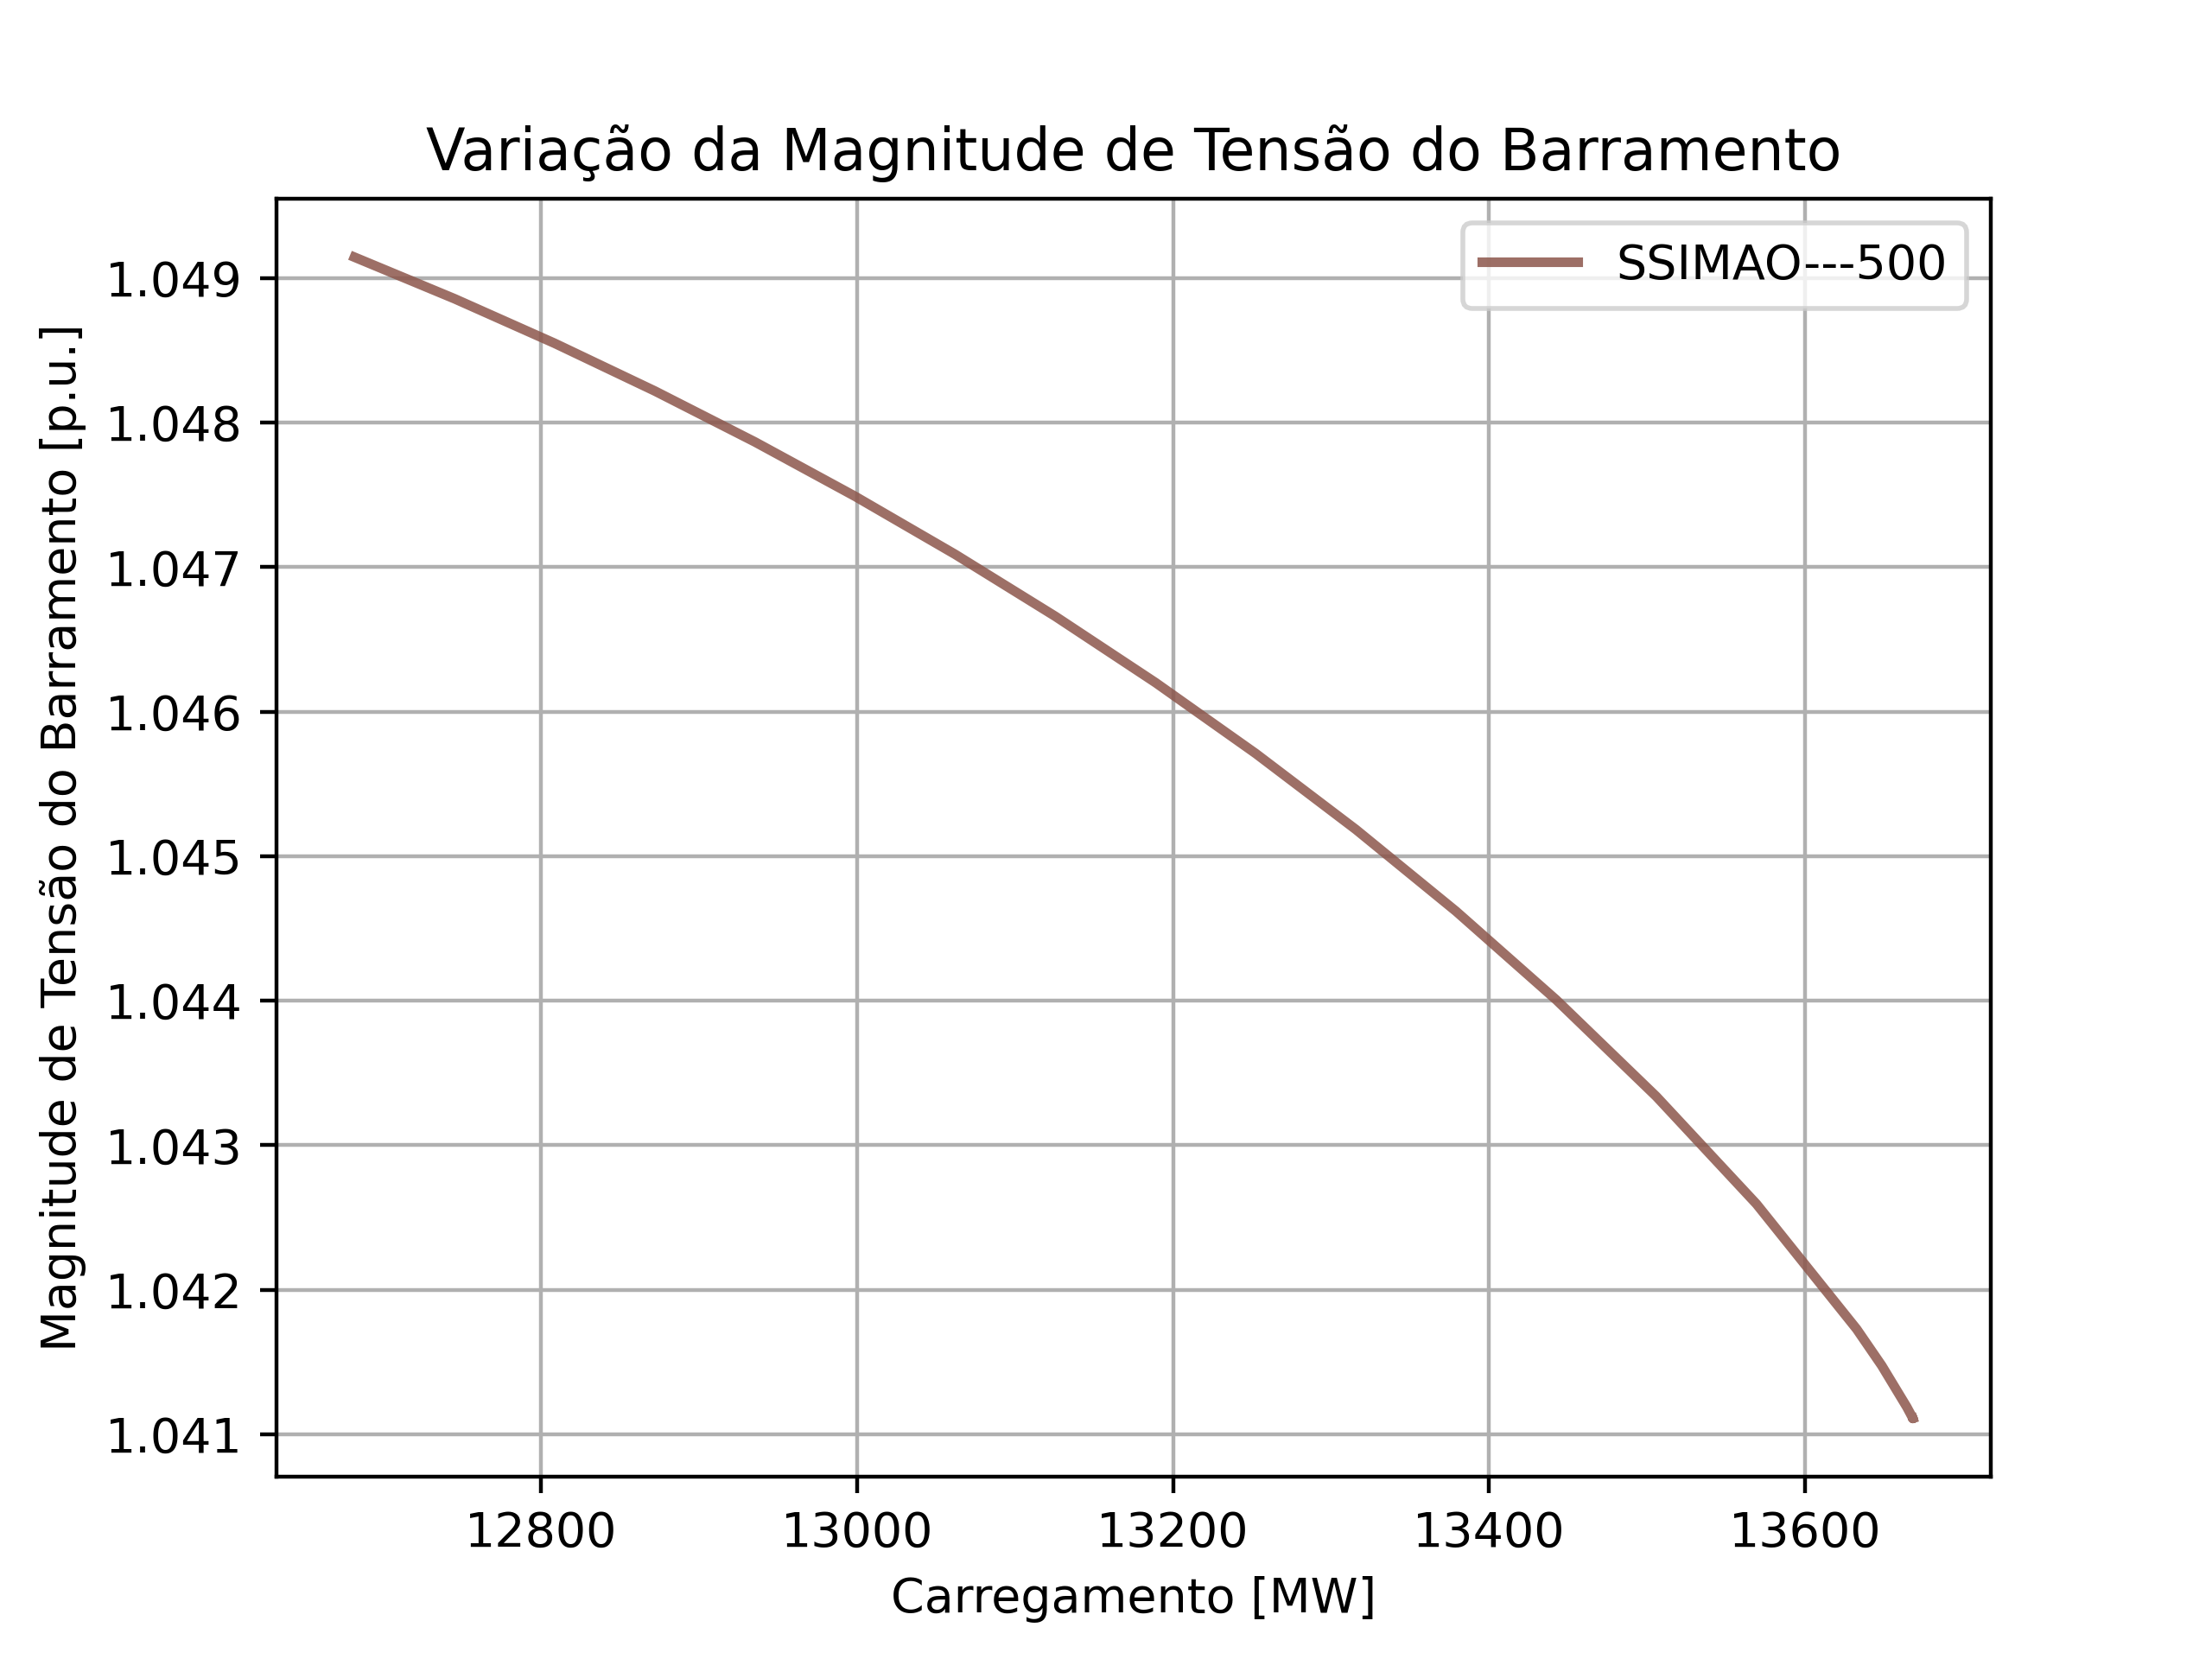 Variação da Magnitude de Tensão do Barramento
SSIMAO---500
Magnitude de Tensão do Barramento [p.u.]
1.049
1.048
1.047
1.046
1.045
1.044
1.043
1.042
1.041
12800 13000 13200 13400 13600
Carregamento [MW]